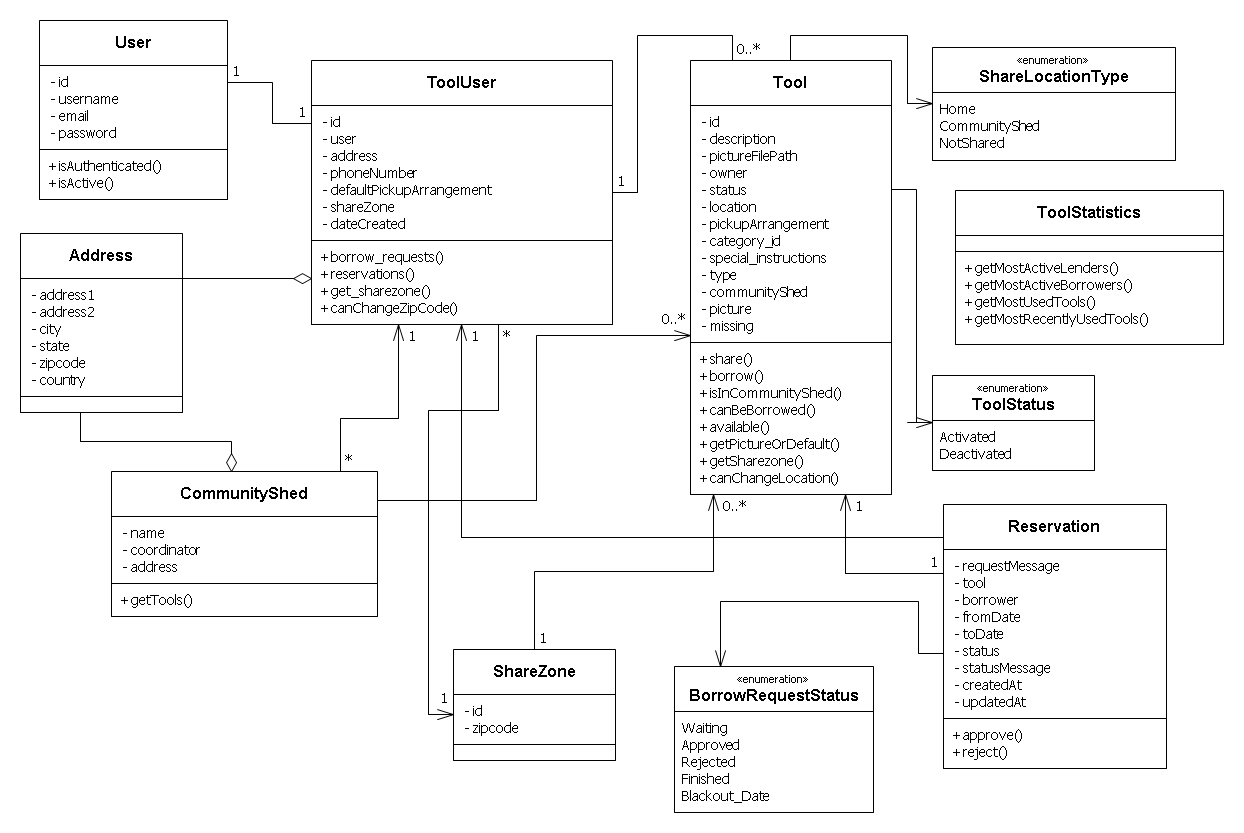 User
- id
- username
- email
- password
+isAuthenticated()
+isActive()
1
1
ToolUser
- id
- user
- address
- phoneNumber
- defaultPickupArrangement
- shareZone
- dateCreated
+borrow_requests()
+reservations()
+get_sharezone()
+canChangeZipCode()
1
0..*
Tool
- id
- description
- pictureFilePath
- owner
- status
- location
- pickupArrangement
- category_id
- special_instructions
- type
- communityShed
- picture
- missing
+share()
+borrow()
+isInCommunityShed()
+canBeBorrowed()
+available()
+getPictureOrDefault()
+getSharezone()
+canChangeLocation()
«enumeration»
ShareLocationType
Home
CommunityShed
NotShared
ToolStatistics
+getMostActiveLenders()
+getMostActiveBorrowers()
+getMostUsedTools()
+getMostRecentlyUsedTools()
Address
- address1
- address2
- city
- state
- zipcode
- country
1
1
*
0..*
*
«enumeration»
ToolStatus
Activated
Deactivated
CommunityShed
- name
- coordinator
- address
+getTools()
0..*
1
1
Reservation
- requestMessage
- tool
- borrower
- fromDate
- toDate
- status
- statusMessage
- createdAt
- updatedAt
+approve()
+reject()
1
1
ShareZone
- id
- zipcode
«enumeration»
BorrowRequestStatus
Waiting
Approved
Rejected
Finished
Blackout_Date